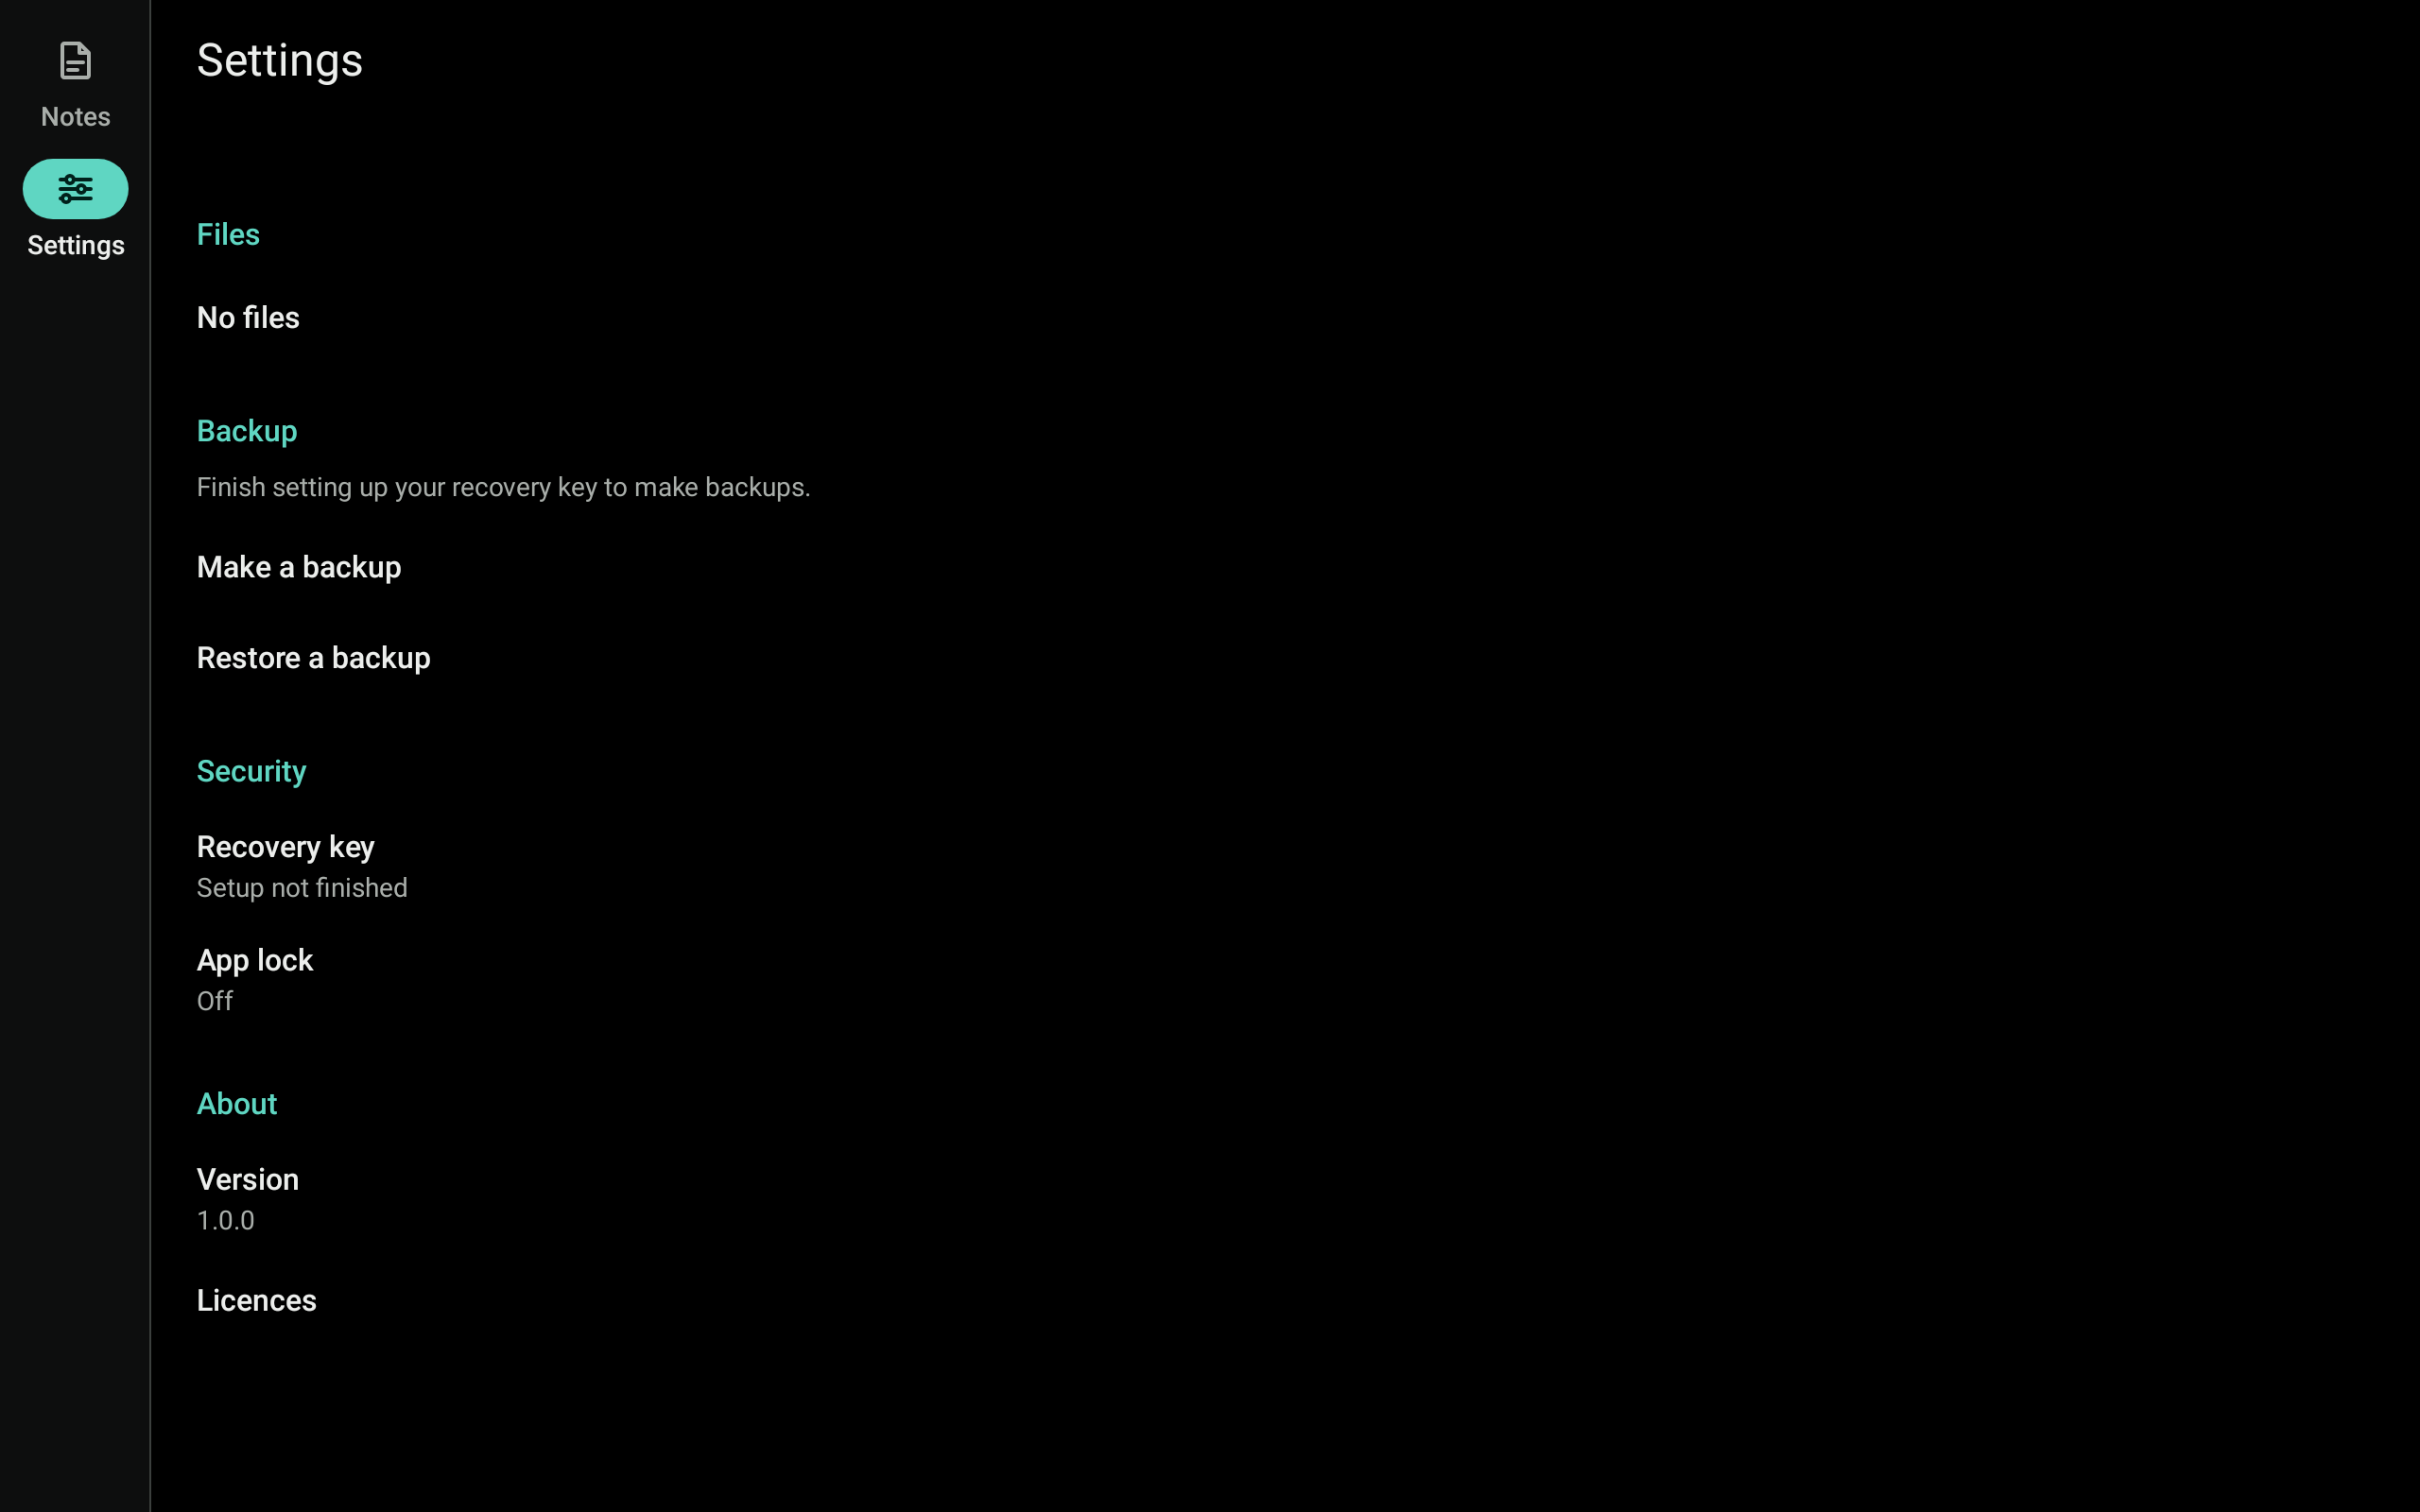 Notes
Settings
Settings
Files
No files
Backup
Finish setting up your recovery key to make backups.
Make a backup
Restore a backup
Security
Recovery key
Setup not finished
App lock
Off
About
Version
1.0.0
Licences